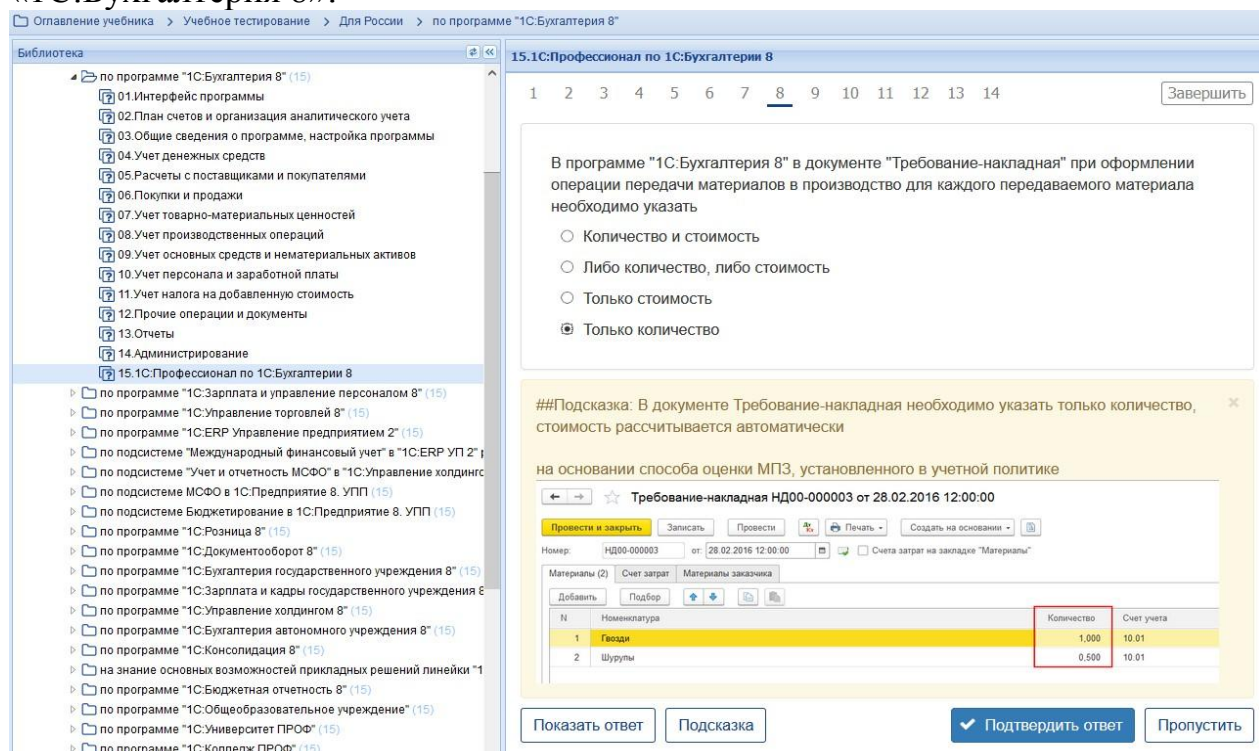 «1С:Бухгалтерия 8».
Оглавление учебника > Учебное тестирование > Для России > по программе "1С:Бухгалтерия 8"
Библиотека
по программе "1С:Бухгалтерия 8" (15)
01.Интерфейс программы
02.План счетов и организация аналитического учета
03.Общие сведения о программе, настройка программы
04.Учет денежных средств
05.Расчеты с поставщиками и покупателями
06.Покупки и продажи
07.Учет товарно-материальных ценностей
08.Учет производственных операций
09.Учет основных средств и нематериальных активов
10.Учет персонала и заработной платы
11.Учет налога на добавленную стоимость
12.Прочие операции и документы
13.Отчеты
14.Администрирование
15.1С:Профессионал по 1С:Бухгалтерии 8
по программе "1С:Зарплата и управление персоналом 8" (15)
по программе "1С:Управление торговлей 8" (15)
по программе "1С:ERP Управление предприятием 2" (15)
по подсистеме "Международный финансовый учет" в "1С:ERP УП 2"
по подсистеме "Учет и отчетность МСФО" в "1С:Управление холдинго
по подсистеме МСФО в 1С:Предприятие 8. УПП (15)
по подсистеме Бюджетирование в 1С:Предприятие 8. УПП (15)
по программе "1С:Розница 8" (15)
по программе "1С:Документооборот 8" (15)
по программе "1С:Бухгалтерия государственного учреждения 8" (15)
по программе "1С:Зарплата и кадры государственного учреждения 8
по программе "1С:Управление холдингом 8" (15)
по программе "1С:Бухгалтерия автономного учреждения 8" (15)
по программе "1С:Консолидация 8" (15)
на знание основных возможностей прикладных решений линейки "1
по программе "1С:Бюджетная отчетность 8" (15)
по программе "1С:Общеобразовательное учреждение" (15)
по программе "1С:Университет ПРОФ" (15)
по программе "1С:Колледж ПРОФ" (15)
15.1С:Профессионал по 1С:Бухгалтерии 8
1 2 3 4 5 6 7 8 9 10 11 12 13 14 Завершить
В программе "1С:Бухгалтерия 8" в документе "Требование-накладная" при оформлении
операции передачи материалов в производство для каждого передаваемого материала
необходимо указать
Количество и стоимость
Либо количество, либо стоимость
Только стоимость
Только количество
##Подсказка: В документе Требование-накладная необходимо указать только количество,
стоимость рассчитывается автоматически
на основании способа оценки МПЗ, установленного в учетной политике
Требование-накладная НД00-000003 от 28.02.2016 12:00:00
Провести и закрыть Записать Провести Дт Кт Печать Создать на основании
Номер: НД00-000003 от: 28.02.2016 12:00:00 Счета затрат на закладке "Материалы"
Материалы (2) Счет затрат Материалы заказчика
Добавить Подбор
N Номенклатура Количество Счет учета
1 Гвозди 1,000 10.01
2 Шурупы 0,500 10.01
Показать ответ Подсказка Подтвердить ответ Пропустить